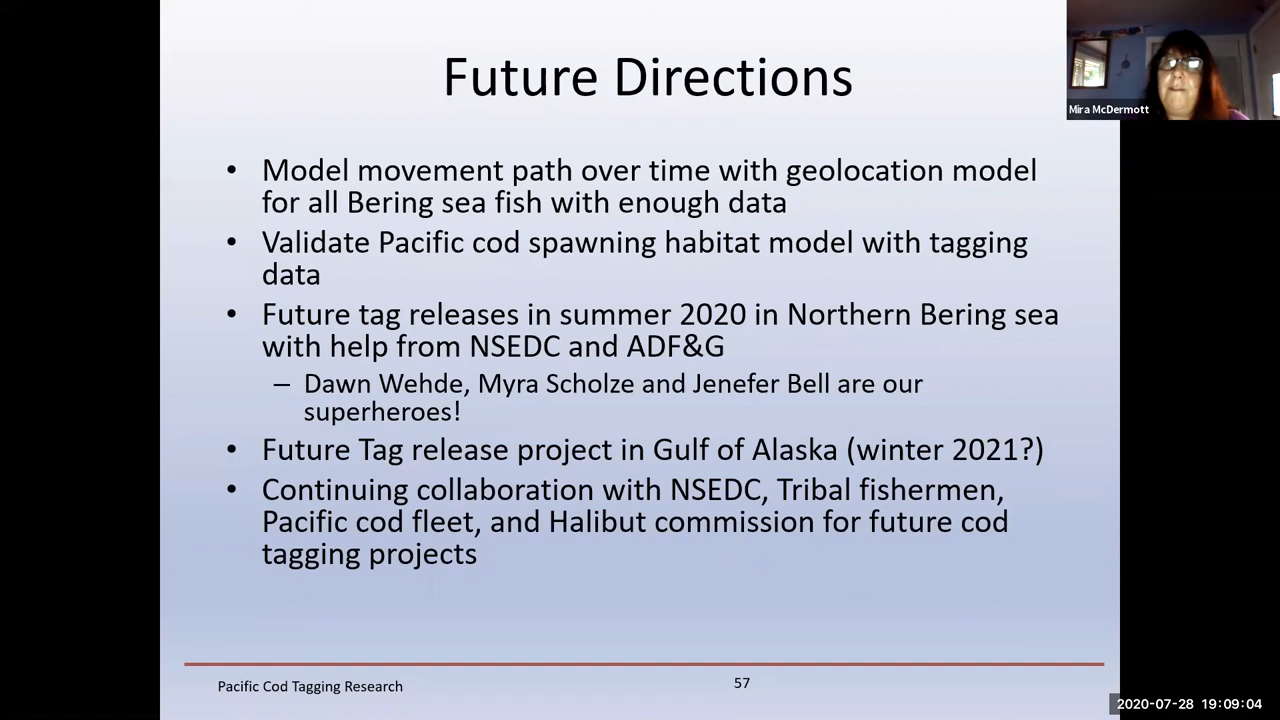 Future Directions
Mira McDermott
• Model movement path over time with geolocation model
for all Bering sea fish with enough data
• Validate Pacific cod spawning habitat model with tagging
data
• Future tag releases in summer 2020 in Northern Bering sea
with help from NSEDC and ADF&G
– Dawn Wehde, Myra Scholze and Jenefer Bell are our
superheroes!
• Future Tag release project in Gulf of Alaska (winter 2021?)
• Continuing collaboration with NSEDC, Tribal fishermen,
Pacific cod fleet, and Halibut commission for future cod
tagging projects
Pacific Cod Tagging Research
57
2020-07-28 19:09:04